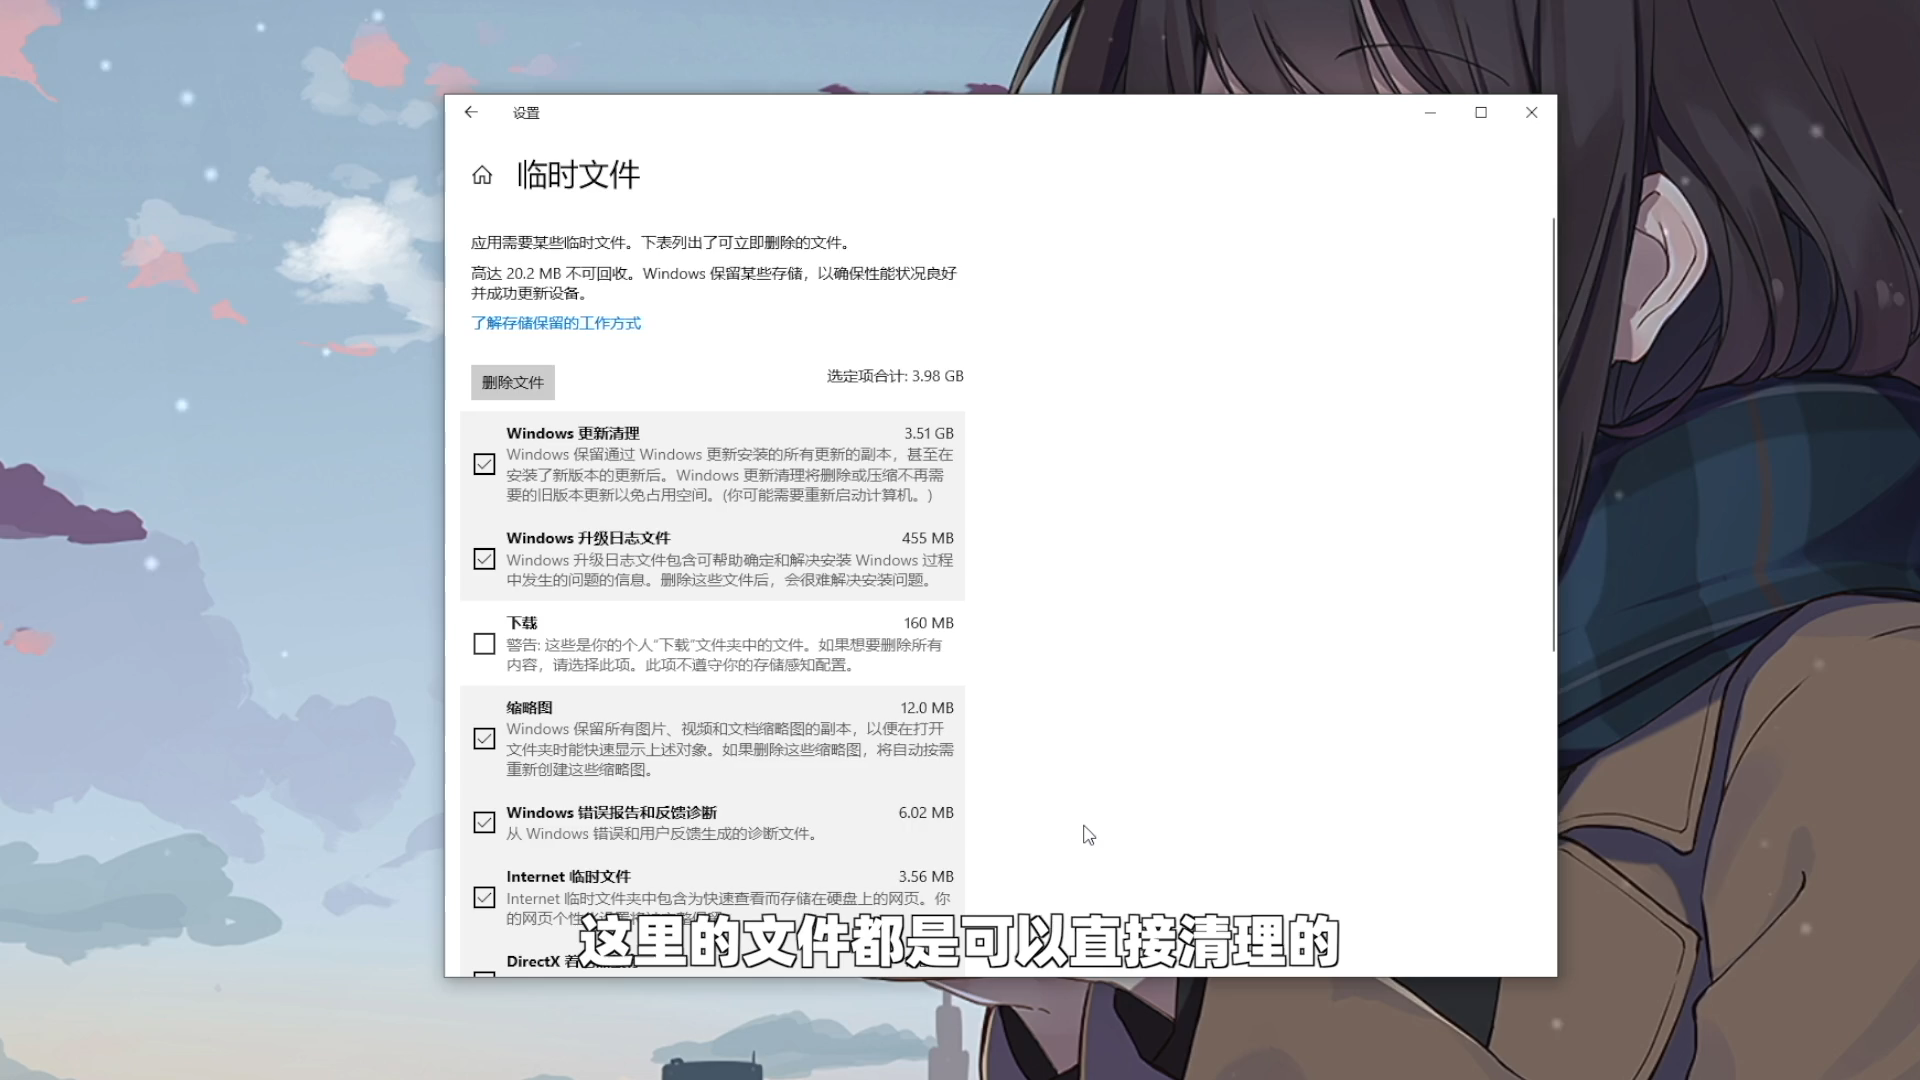 设置
临时文件
应用需要某些临时文件。下表列出了可立即删除的文件。
高达 20.2 MB 不可回收。Windows 保留某些存储，以确保性能状况良好
并成功更新设备。
了解存储保留的工作方式
删除文件
选定项合计: 3.98 GB
Windows 更新清理 3.51 GB
Windows 保留通过 Windows 更新安装的所有更新的副本，甚至在
安装了新版本的更新后。Windows 更新清理将删除或压缩不再需
要的旧版本更新以免占用空间。(你可能需要重新启动计算机。)
Windows 升级日志文件 455 MB
Windows 升级日志文件包含可帮助确定和解决安装 Windows 过程
中发生的问题的信息。删除这些文件后，会很难解决安装问题。
下载 160 MB
警告: 这些是你的个人“下载”文件夹中的文件。如果想要删除所有
内容，请选择此项。此项不遵守你的存储感知配置。
缩略图 12.0 MB
Windows 保留所有图片、视频和文档缩略图的副本，以便在打开
文件夹时能快速显示上述对象。如果删除这些缩略图，将自动按需
重新创建这些缩略图。
Windows 错误报告和反馈诊断 6.02 MB
从 Windows 错误和用户反馈生成的诊断文件。
Internet 临时文件 3.56 MB
Internet 临时文件夹中包含为快速查看而存储在硬盘上的网页。你
的网页个性
DirectX
这里的文件都是可以直接清理的